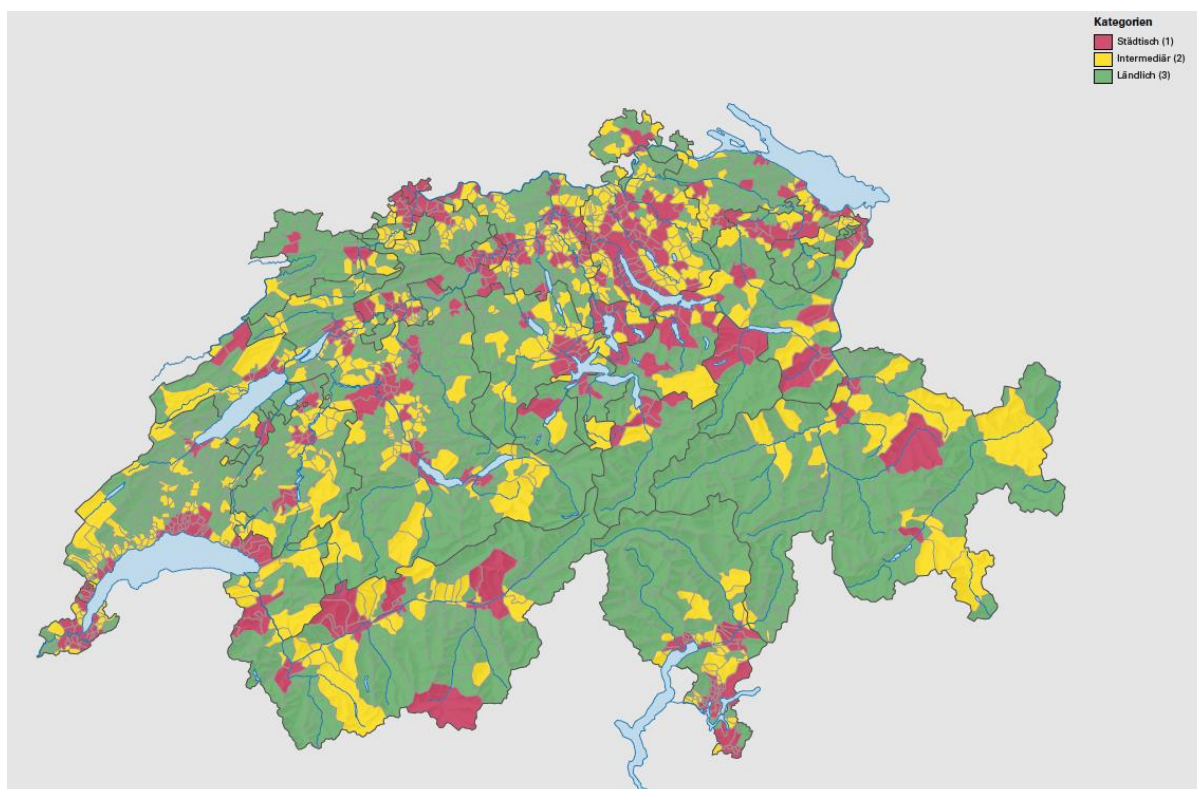 Kategorien
Städtisch (1)
Intermediär (2)
Ländlich (3)